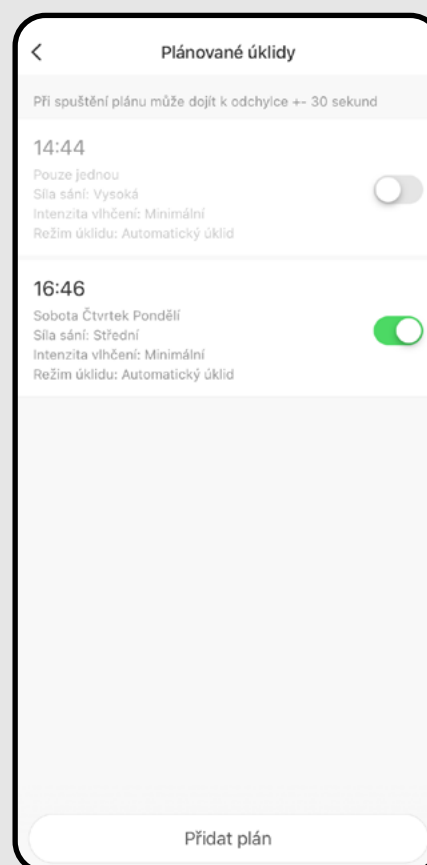 Plánované úklidy
Při spuštění plánu může dojít k odchylce +- 30 sekund
14:44
Pouze jednou
Síla sání: Vysoká
Intenzita vlhčení: Minimální
Režim úklidu: Automatický úklid
16:46
Sobota Čtvrtek Pondělí
Síla sání: Střední
Intenzita vlhčení: Minimální
Režim úklidu: Automatický úklid
Přidat plán